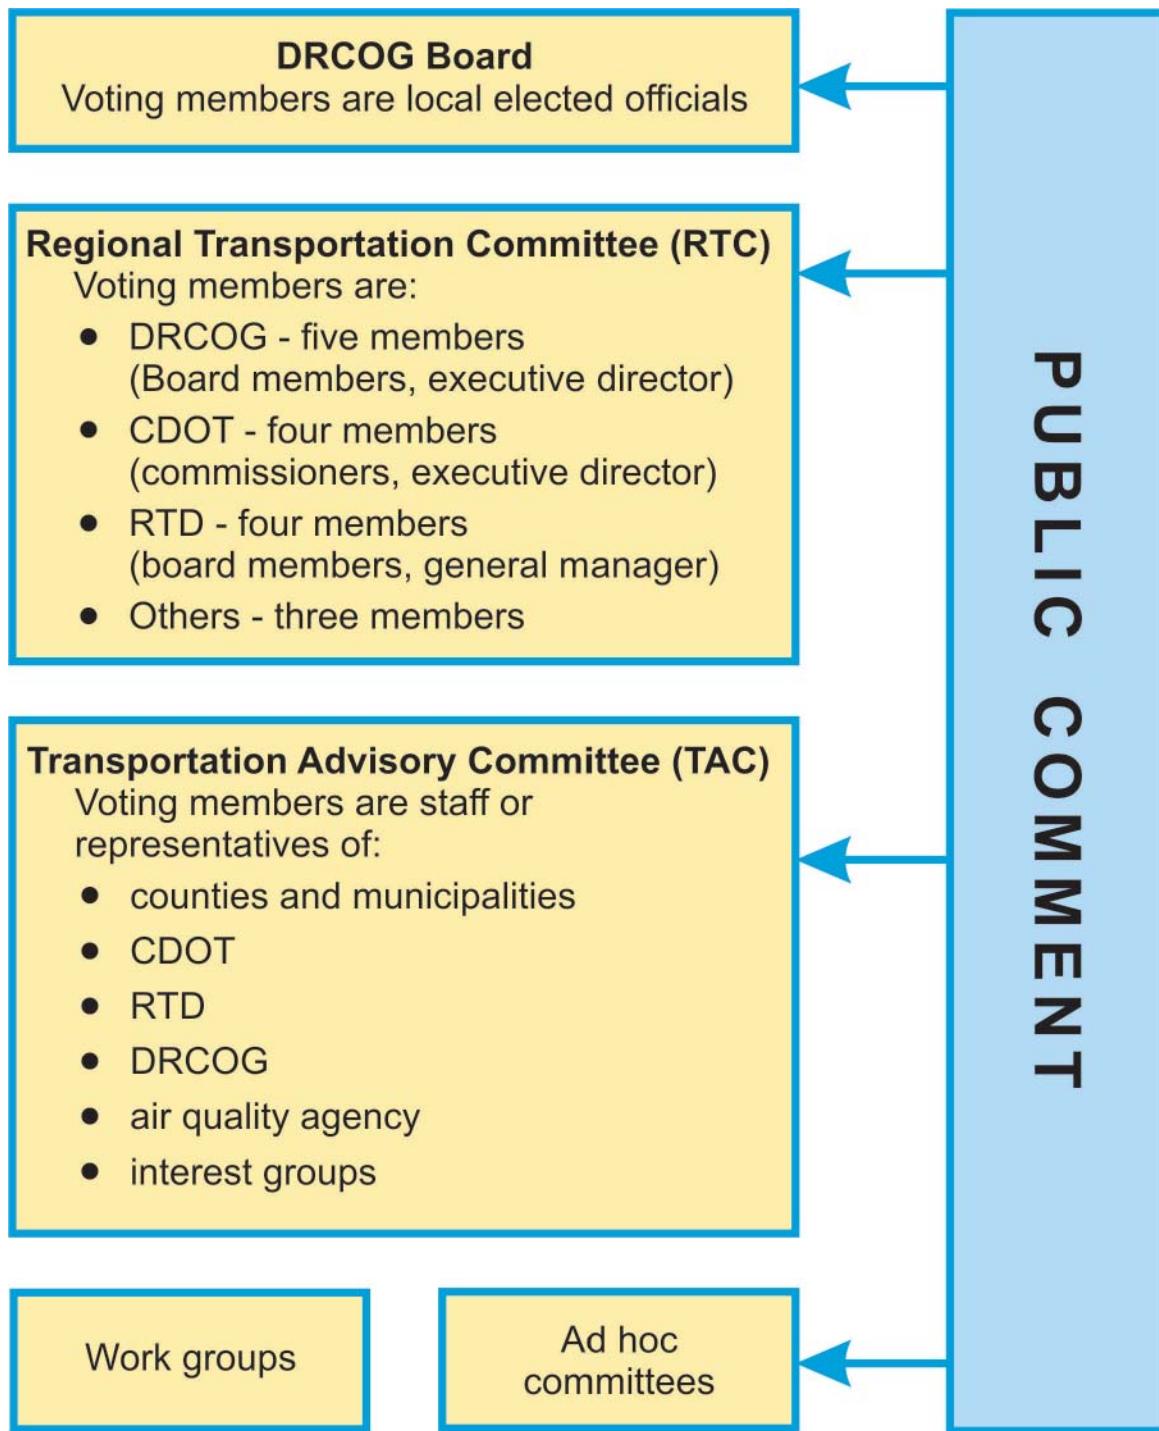 DRCOG Board
Voting members are local elected officials
Regional Transportation Committee (RTC)
Voting members are:
● DRCOG - five members
(Board members, executive director)
● CDOT - four members
(commissioners, executive director)
● RTD - four members
(board members, general manager)
● Others - three members
Transportation Advisory Committee (TAC)
Voting members are staff or
representatives of:
● counties and municipalities
● CDOT
● RTD
● DRCOG
● air quality agency
● interest groups
Work groups
Ad hoc
committees
PUBLIC COMMENT